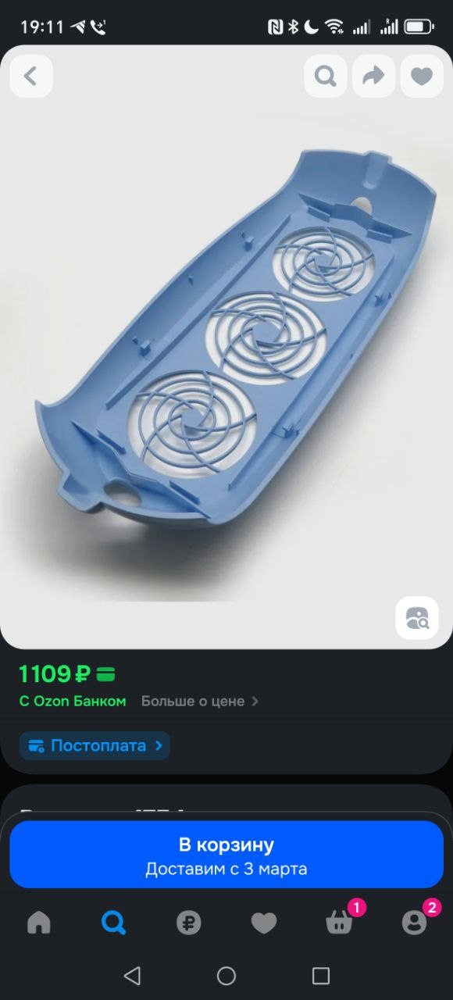 19:11
1109 ₽
С Ozon Банком Больше о цене
Постоплата
В корзину
Доставим с 3 марта
1
2